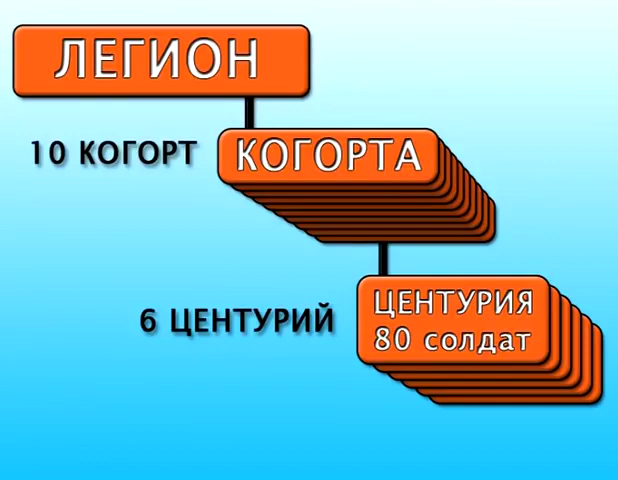 ЛЕГИОН
10 КОГОРТ
КОГОРТА
6 ЦЕНТУРИЙ
ЦЕНТУРИЯ
80 солдат